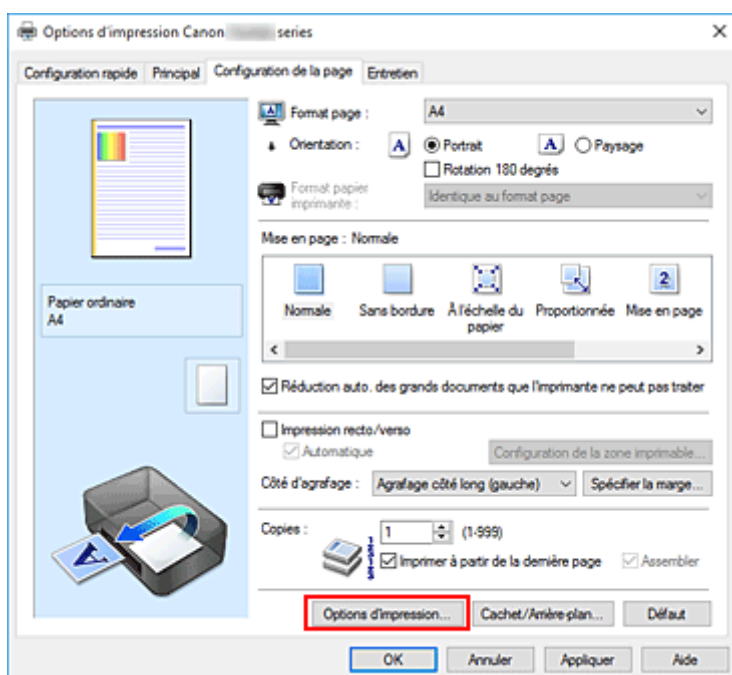 Options d'impression Canon series
Configuration rapide Principal Configuration de la page Entretien
Format page : A4
Orientation : A Portrait A Paysage
Rotation 180 degrés
Format papier imprimante : Identique au format page
Mise en page : Normale
Normale Sans bordure À l'échelle du papier Proportionnée Mise en page
Papier ordinaire
A4
Réduction auto. des grands documents que l'imprimante ne peut pas traiter
Impression recto/verso
Automatique Configuration de la zone imprimable...
Côté d'agrafage : Agrafage côté long (gauche) Spécifier la marge...
Copies : 1 (1-999)
Imprimer à partir de la dernière page Assembler
Options d'impression... Cachet/Arrière-plan... Défaut
OK Annuler Appliquer Aide